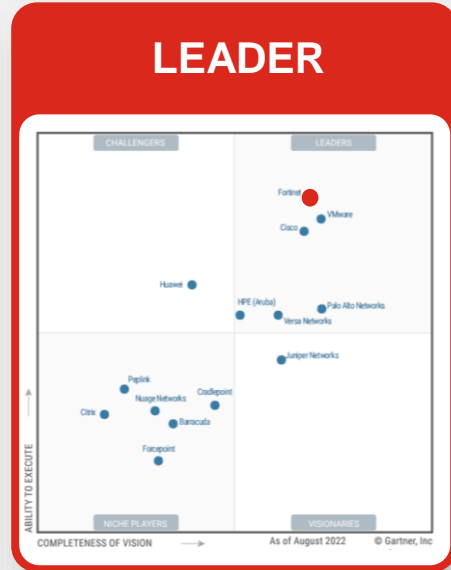 LEADER
CHALLENGERS
LEADERS
Fortinet
VMware
Cisco
Huawei
HPE (Aruba)
Palo Alto Networks
Versa Networks
Juniper Networks
Peplink
Cradlepoint
Nuage Networks
Citrix
Barracuda
Forcepoint
ABILITY TO EXECUTE
NICHE PLAYERS
VISIONARIES
COMPLETENESS OF VISION
As of August 2022
© Gartner, Inc